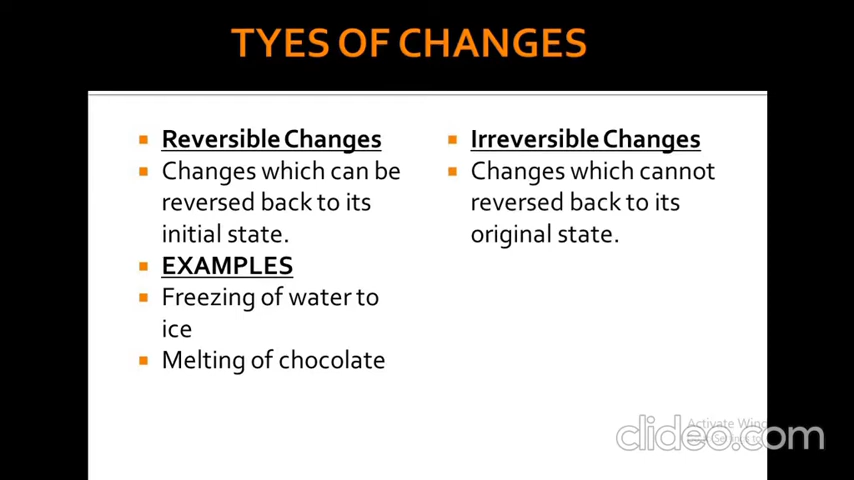 TYES OF CHANGES
Reversible Changes
Changes which can be
reversed back to its
initial state.
EXAMPLES
Freezing of water to
ice
Melting of chocolate
Irreversible Changes
Changes which cannot
reversed back to its
original state.
Activate Wind
clideo.com